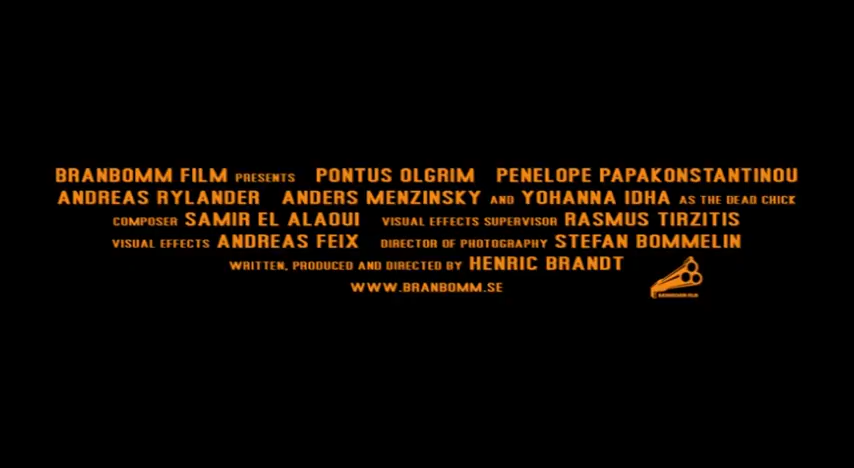 BRANBOMM FILM PRESENTS PONTUS OLGRIM PENELOPE PAPAKONSTANTINOU
ANDREAS RYLANDER ANDERS MENZINSKY AND YOHANNA IDHA AS THE DEAD CHICK
COMPOSER SAMIR EL ALAOUI VISUAL EFFECTS SUPERVISOR RASMUS TIRZITIS
VISUAL EFFECTS ANDREAS FEIX DIRECTOR OF PHOTOGRAPHY STEFAN BOMMELIN
WRITTEN, PRODUCED AND DIRECTED BY HENRIC BRANDT
WWW.BRANBOMM.SE